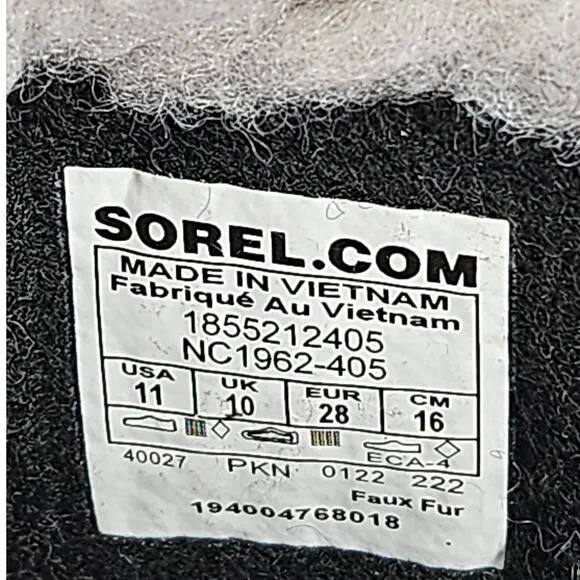 SOREL.COM
MADE IN VIETNAM
Fabriqué Au Vietnam
1855212405
NC1962-405
USA UK EUR CM
11 10 28 16
ECA-4
40027 PKN 0122 222
Faux Fur
194004768018